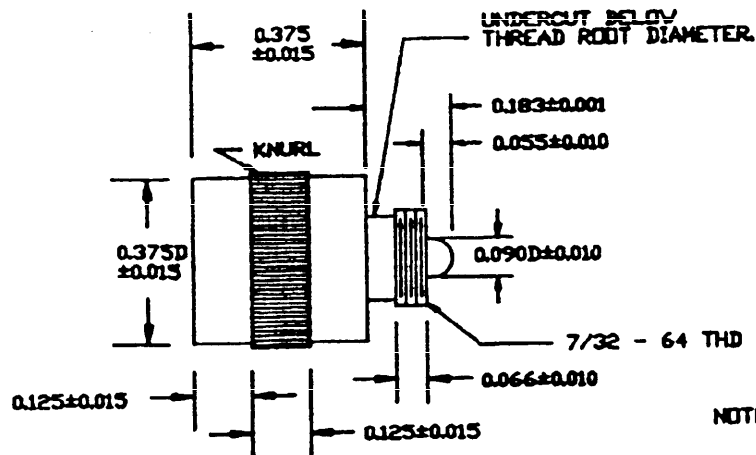 0.375
±0.015
UNDERCUT BELOW
THREAD ROOT DIAMETER.
0.183±0.001
0.055±0.010
KNURL
0.375D
±0.015
0.090D±0.010
7/32 - 64 THD
0.066±0.010
0.125±0.015
0.125±0.015